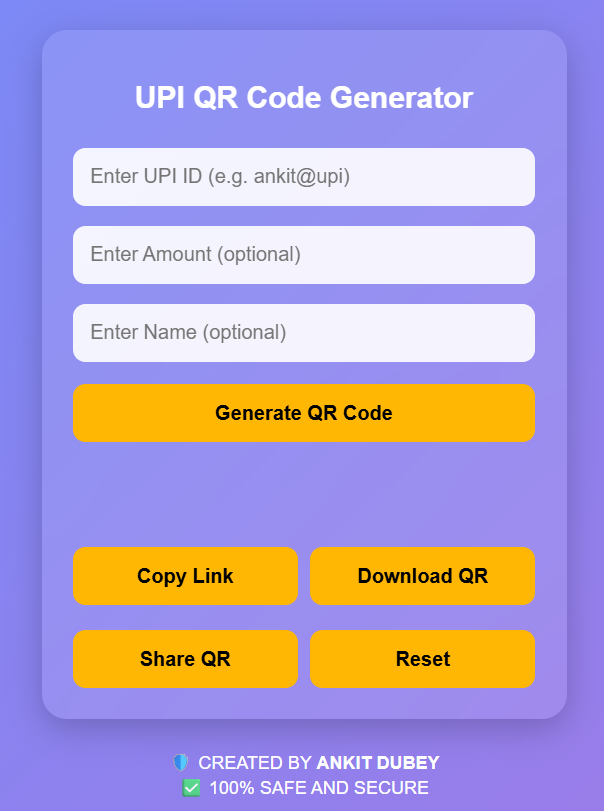 UPI QR Code Generator
Enter UPI ID (e.g. ankit@upi)
Enter Amount (optional)
Enter Name (optional)
Generate QR Code
Copy Link
Download QR
Share QR
Reset
CREATED BY ANKIT DUBEY
100% SAFE AND SECURE